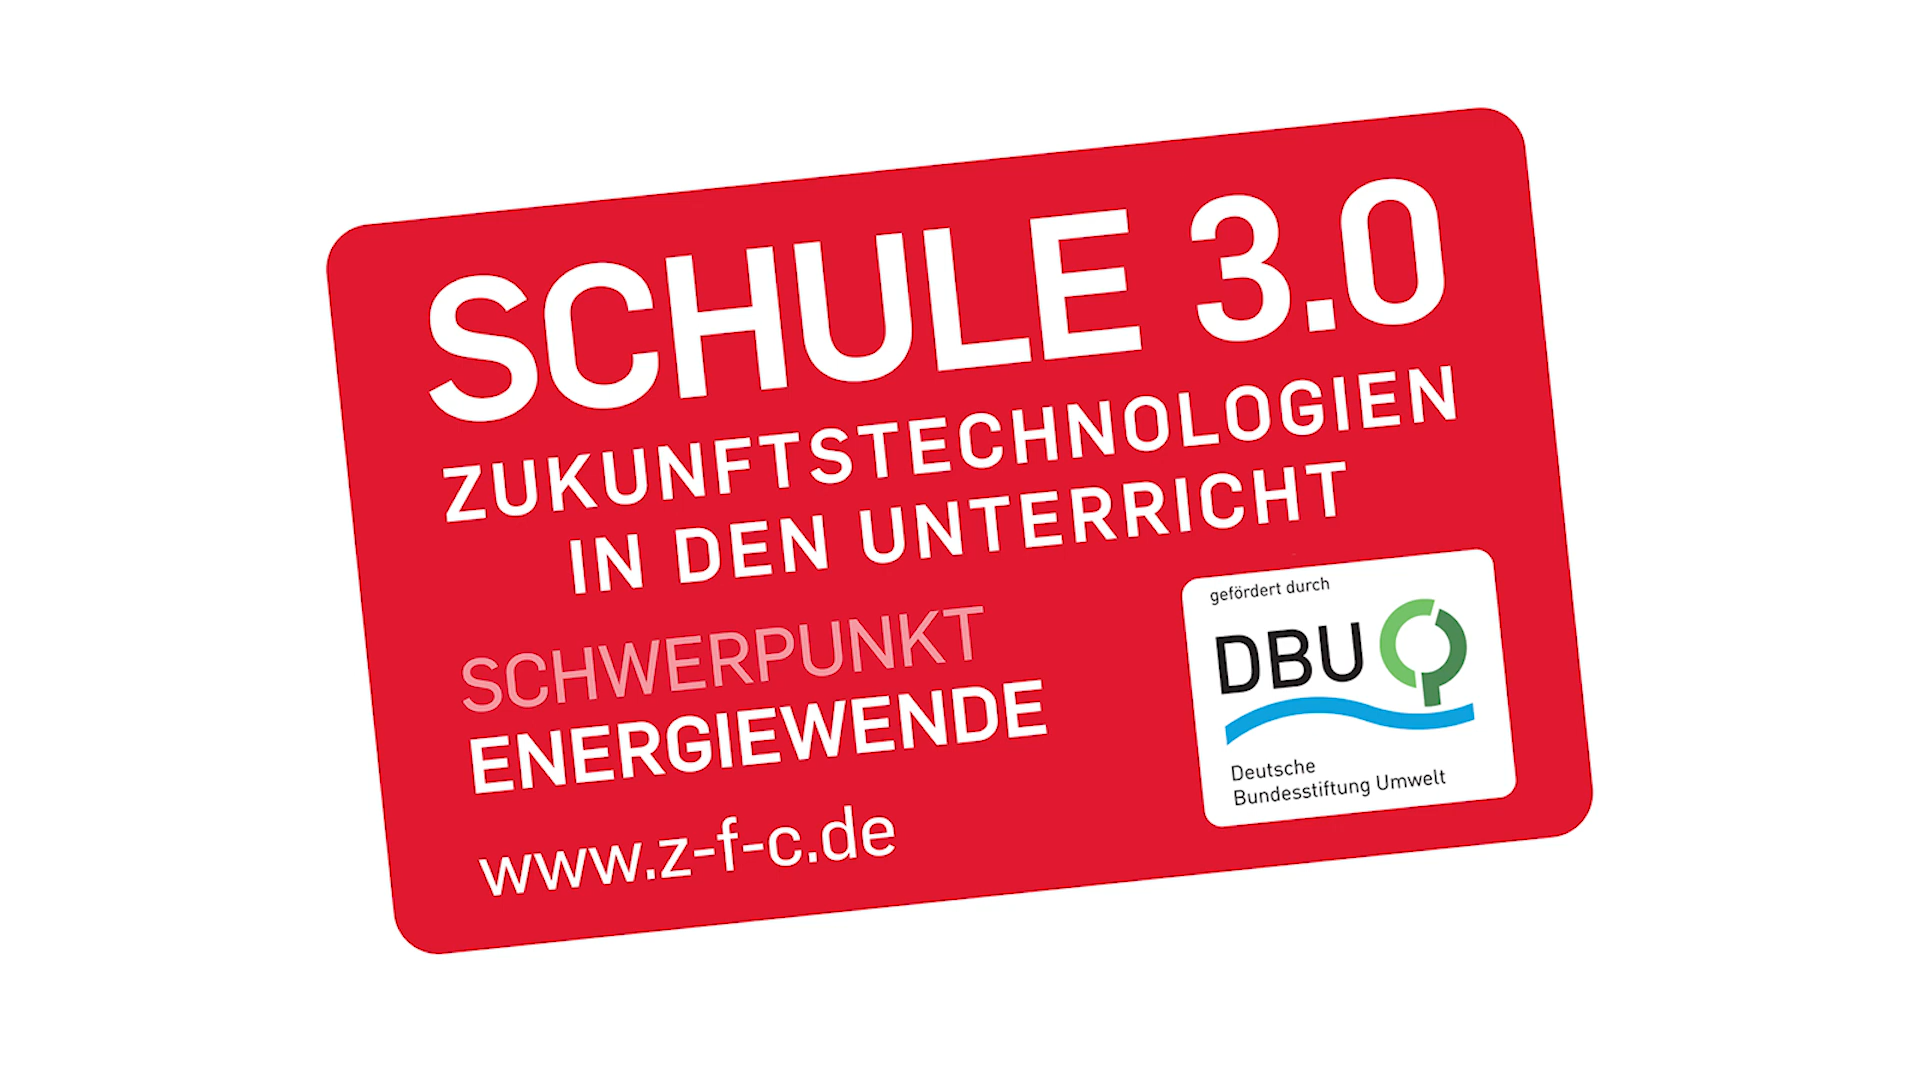 SCHULE 3.0
ZUKUNFTSTECHNOLOGIEN
IN DEN UNTERRICHT
SCHWERPUNKT
ENERGIEWENDE
www.z-f-c.de
gefördert durch
DBU
Deutsche
Bundesstiftung Umwelt